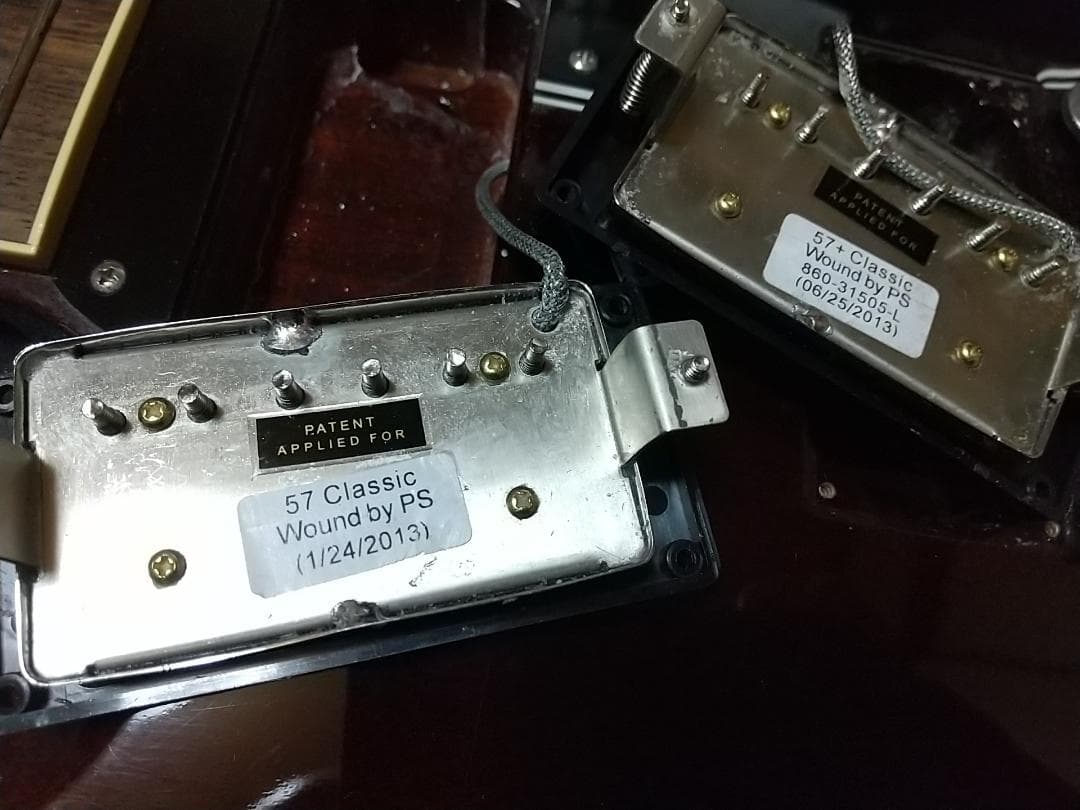 PATENT
APPLIED FOR
57 Classic
Wound by PS
(1/24/2013)
PATENT
APPLIED FOR
57+ Classic
Wound by PS
860-31505-L
(06/25/2013)